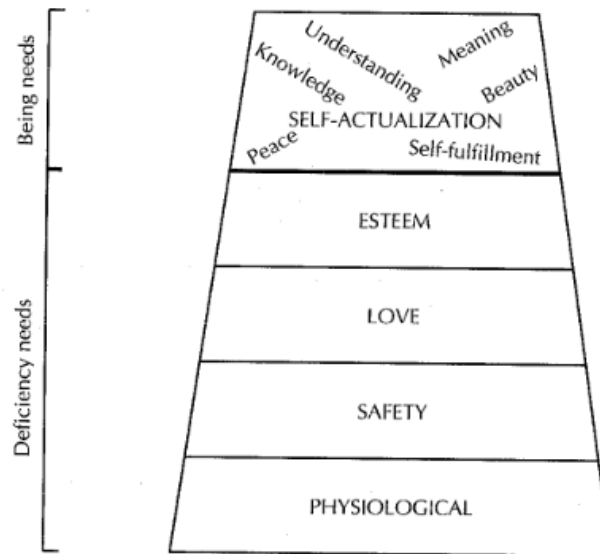 Being needs
Understanding
Meaning
Knowledge
Beauty
SELF-ACTUALIZATION
Peace
Self-fulfillment
Deficiency needs
ESTEEM
LOVE
SAFETY
PHYSIOLOGICAL